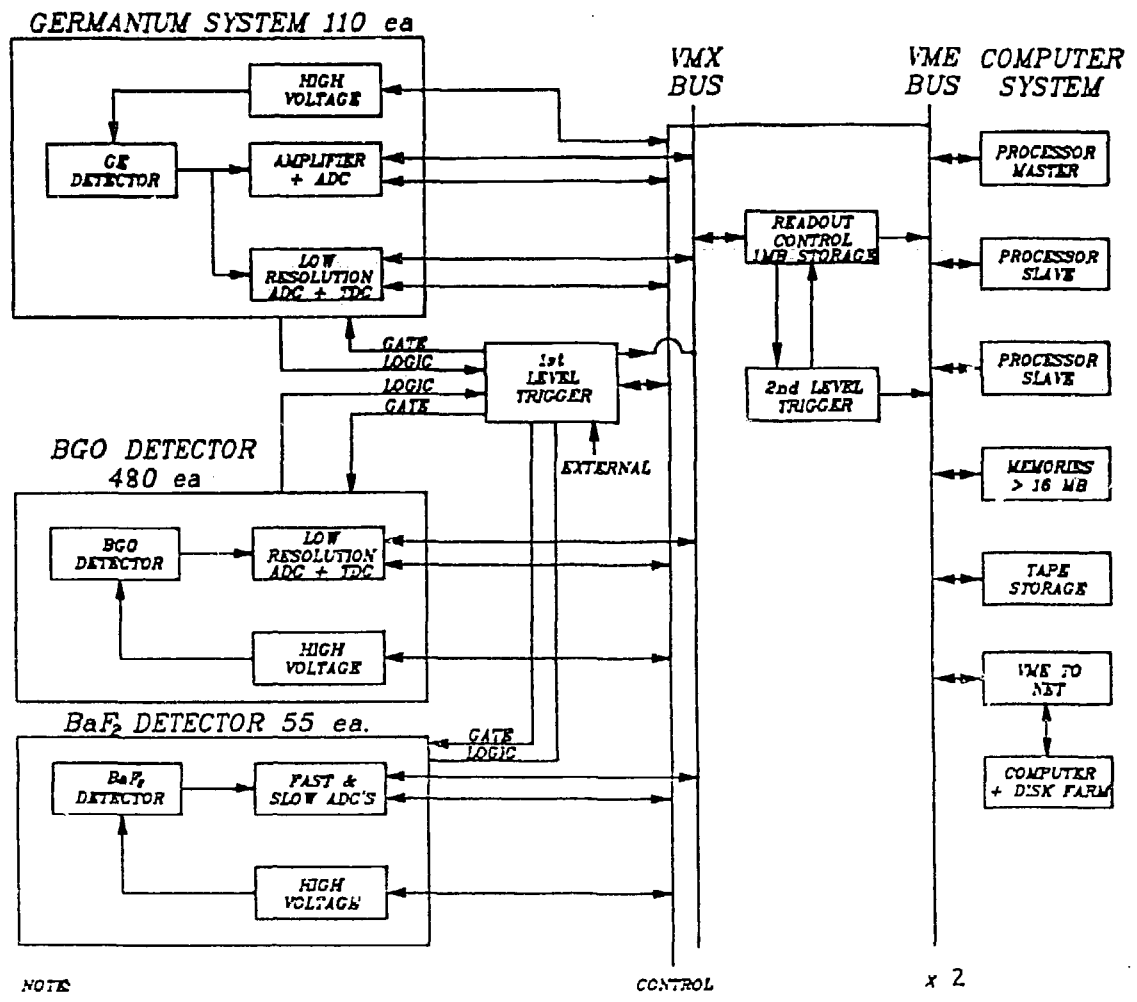 GERMANIUM SYSTEM 110 ea
HIGH
VOLTAGE
GE
DETECTOR
AMPLIFIER
+ ADC
LOW
RESOLUTION
ADC + TDC
GATE
LOGIC
LOGIC
GATE
1st
LEVEL
TRIGGER
EXTERNAL
BGO DETECTOR
480 ea
BGO
DETECTOR
LOW
RESOLUTION
ADC + TDC
HIGH
VOLTAGE
BaF₂ DETECTOR 55 ea.
GATE
LOGIC
BaF₂
DETECTOR
FAST &
SLOW ADC'S
HIGH
VOLTAGE
NOTE
CONTROL
VMX
BUS
READOUT
CONTROL
1MB STORAGE
2nd LEVEL
TRIGGER
VME
BUS
x 2
COMPUTER
SYSTEM
PROCESSOR
MASTER
PROCESSOR
SLAVE
PROCESSOR
SLAVE
MEMORIES
> 16 MB
TAPE
STORAGE
VME TO
NET
COMPUTER
+ DISK FARM